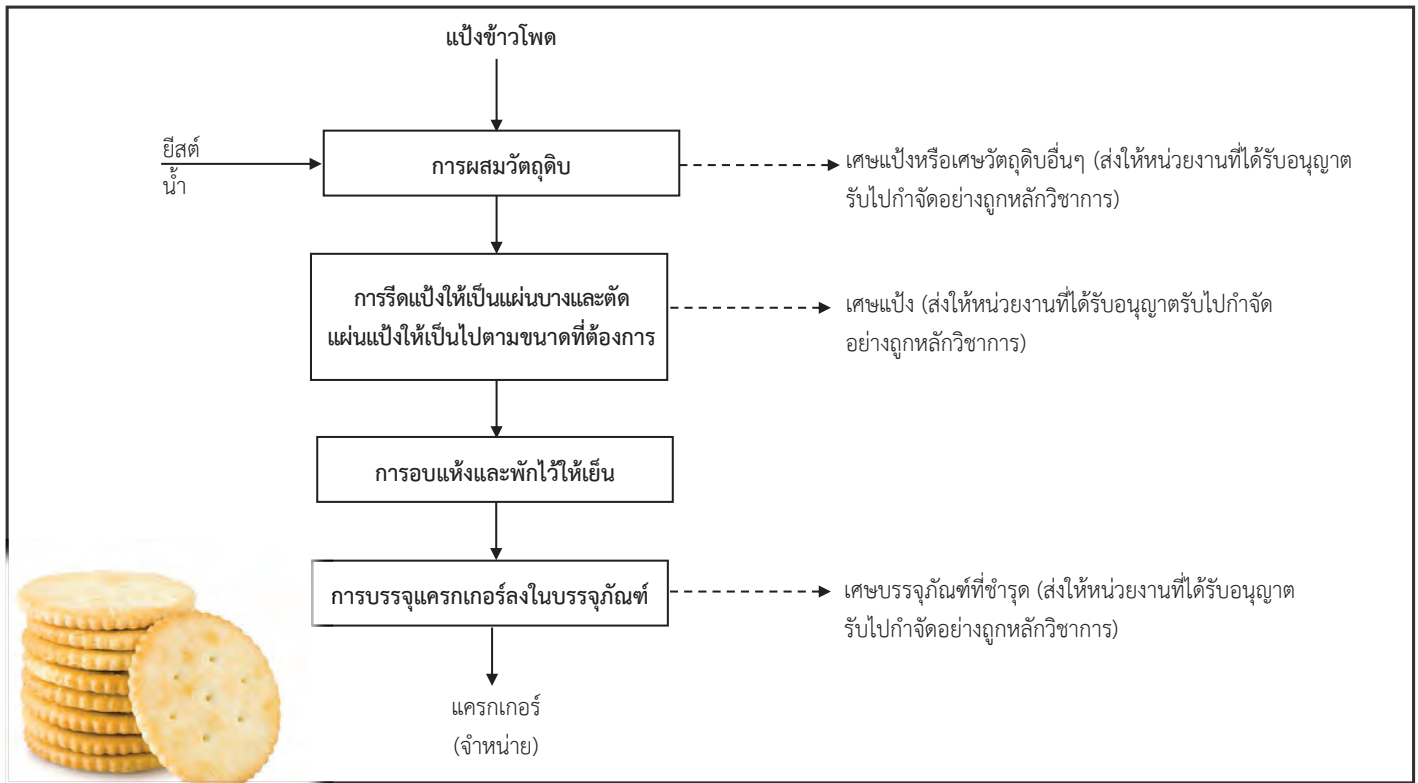 แป้งข้าวโพด
ยีสต์
น้ำ
การผสมวัตถุดิบ
เศษแป้งหรือเศษวัตถุดิบอื่นๆ (ส่งให้หน่วยงานที่ได้รับอนุญาต
รับไปกำจัดอย่างถูกหลักวิชาการ)
การรีดแป้งให้เป็นแผ่นบางและตัด
แผ่นแป้งให้เป็นไปตามขนาดที่ต้องการ
เศษแป้ง (ส่งให้หน่วยงานที่ได้รับอนุญาตรับไปกำจัด
อย่างถูกหลักวิชาการ)
การอบแห้งและพักไว้ให้เย็น
การบรรจุแครกเกอร์ลงในบรรจุภัณฑ์
เศษบรรจุภัณฑ์ที่ชำรุด (ส่งให้หน่วยงานที่ได้รับอนุญาต
รับไปกำจัดอย่างถูกหลักวิชาการ)
แครกเกอร์
(จำหน่าย)